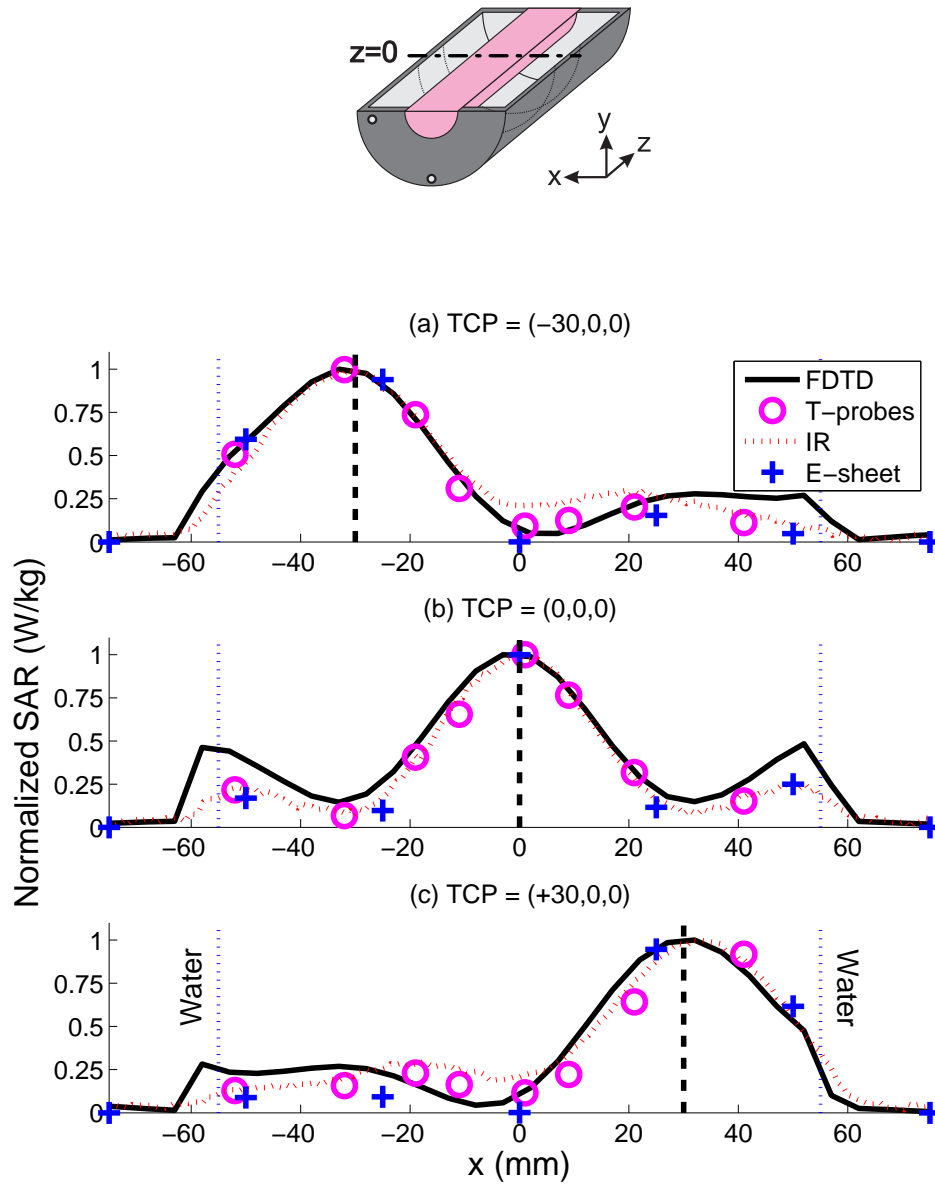 z=0
y
z
x
(a) TCP = (−30,0,0)
1
0.75
0.5
0.25
0
−60
−40
−20
0
20
40
60
FDTD
T−probes
IR
E−sheet
(b) TCP = (0,0,0)
1
0.75
0.5
0.25
0
−60
−40
−20
0
20
40
60
Normalized SAR (W/kg)
(c) TCP = (+30,0,0)
1
0.75
0.5
0.25
0
Water
Water
−60
−40
−20
0
20
40
60
x (mm)